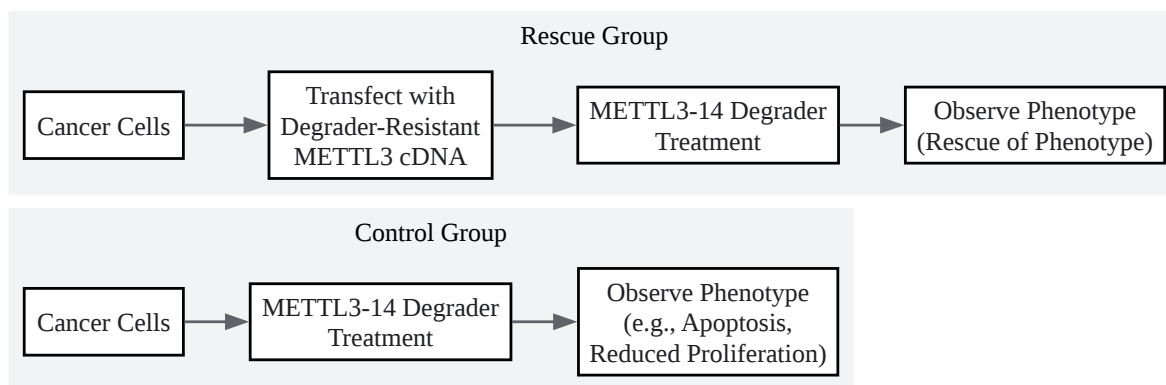 Rescue Group
Cancer Cells
Transfect with
Degrader-Resistant
METTL3 cDNA
METTL3-14 Degrader
Treatment
Observe Phenotype
(Rescue of Phenotype)
Control Group
Cancer Cells
METTL3-14 Degrader
Treatment
Observe Phenotype
(e.g., Apoptosis,
Reduced Proliferation)